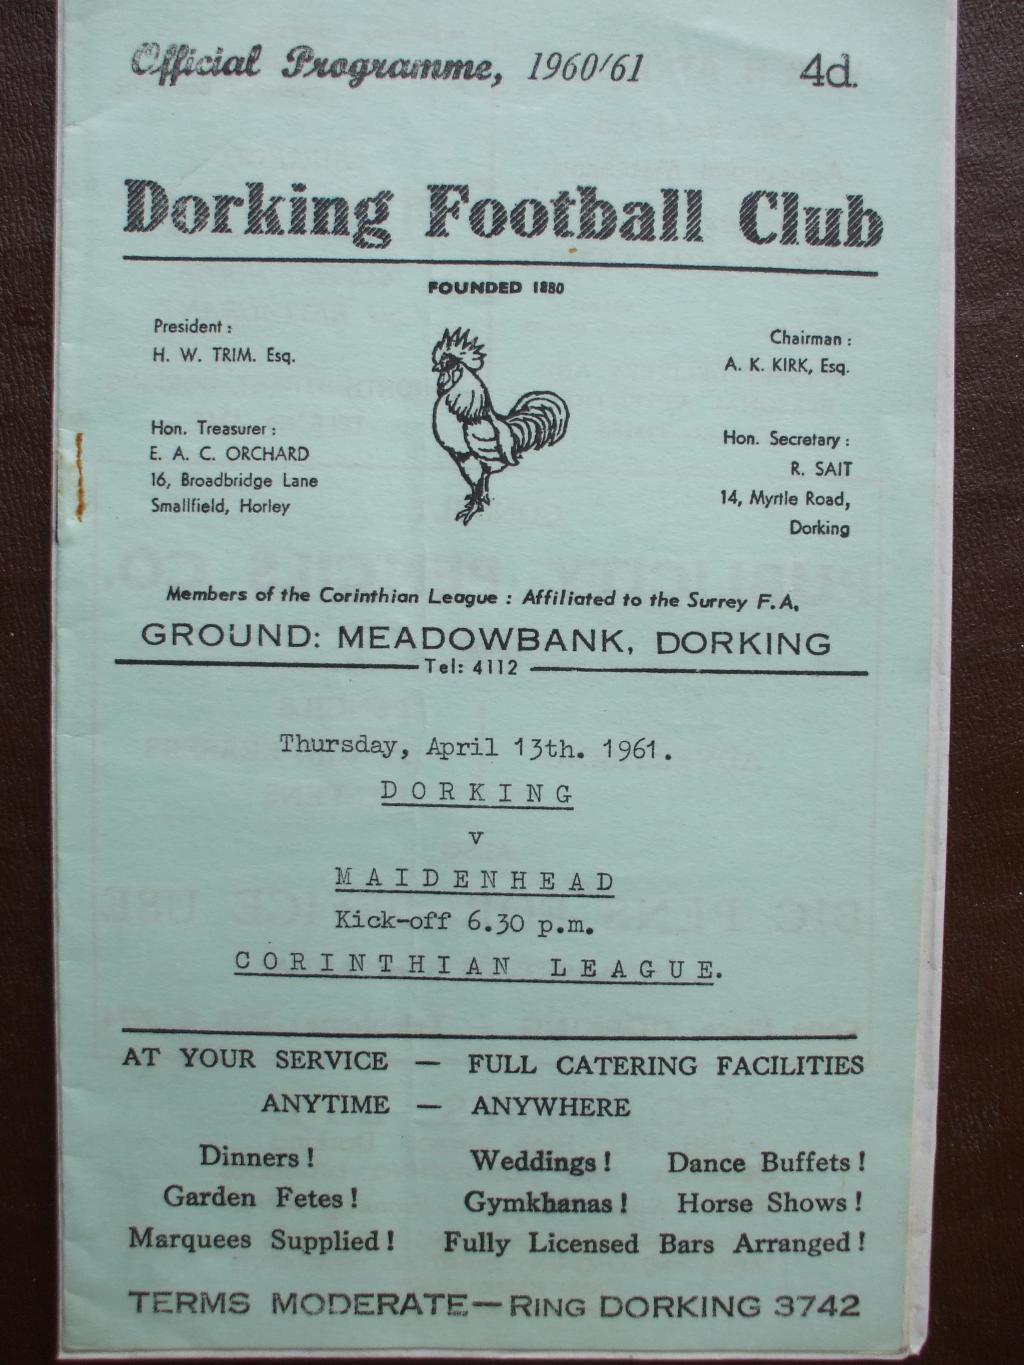 Official Programme, 1960/61 4d.
Dorking Football Club
FOUNDED 1880
President:
H. W. TRIM. Esq.
Chairman:
A. K. KIRK, Esq.
Hon. Treasurer:
E. A. C. ORCHARD
16, Broadbridge Lane
Smallfield, Horley
Hon. Secretary:
R. SAIT
14, Myrtle Road,
Dorking
Members of the Corinthian League : Affiliated to the Surrey F.A.
GROUND: MEADOWBANK, DORKING
Tel: 4112
Thursday, April 13th. 1961.
DORKING
v
MAIDENHEAD
Kick-off 6.30 p.m.
CORINTHIAN LEAGUE.
AT YOUR SERVICE — FULL CATERING FACILITIES
ANYTIME — ANYWHERE
Dinners! Weddings! Dance Buffets!
Garden Fetes! Gymkhanas! Horse Shows!
Marquees Supplied! Fully Licensed Bars Arranged!
TERMS MODERATE—RING DORKING 3742